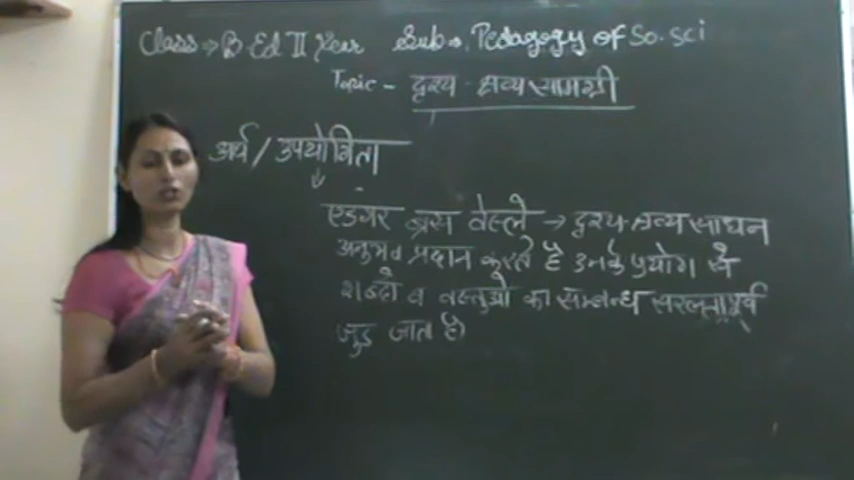 Class → B Ed II Year Sub → Pedagogy of So. sci
Topic - दृश्य - श्रव्य सामग्री
अर्थ / उपयोगिता
एडगर ब्रूस वेस्ले → दृश्य-श्रव्य साधन
अनुभव प्रदान करते है उनके प्रयोग से
शब्दों व वस्तुओं का सम्बन्ध सरलतापूर्व
जुड़ जाता है